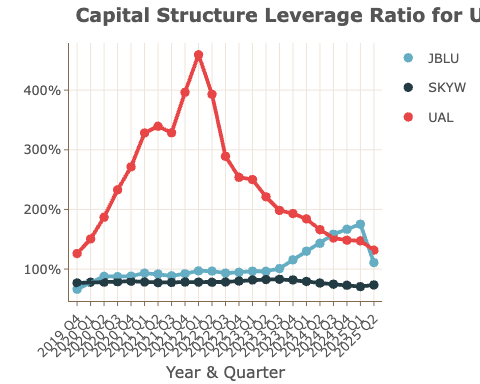 Capital Structure Leverage Ratio for U
JBLU
SKYW
UAL
400%
300%
200%
100%
2019 Q4
2020 Q1
2020 Q2
2020 Q3
2020 Q4
2021 Q1
2021 Q2
2021 Q3
2021 Q4
2022 Q1
2022 Q2
2022 Q3
2022 Q4
2023 Q1
2023 Q2
2023 Q3
2023 Q4
2024 Q1
2024 Q2
2024 Q3
2024 Q4
2025 Q1
2025 Q2
Year & Quarter